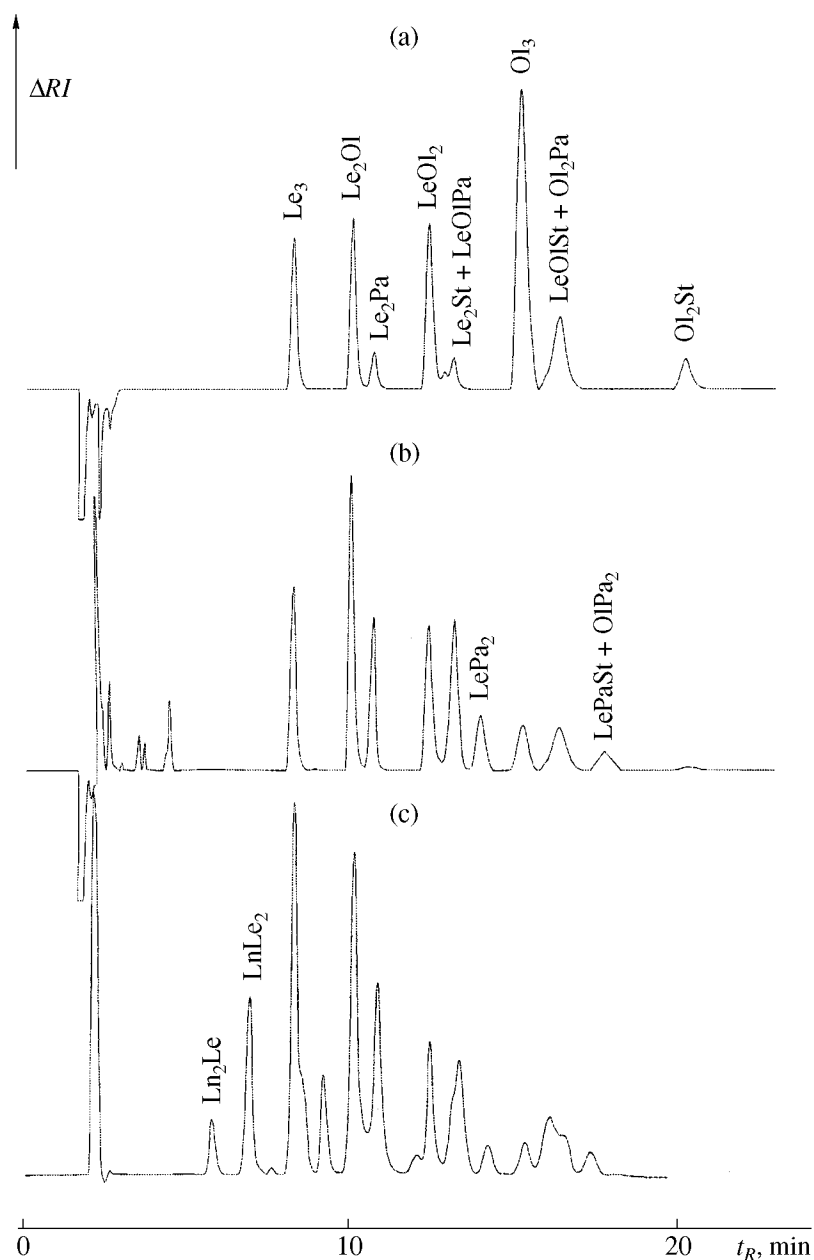 (a)
ΔRI
Le₃
Le₂Ol
Le₂Pa
LeOl₂
Le₂St + LeOlPa
Ol₃
LeOlSt + Ol₂Pa
Ol₂St
(b)
LePa₂
LePaSt + OlPa₂
(c)
Ln₂Le
LnLe₂
0 10 20 t_R, min